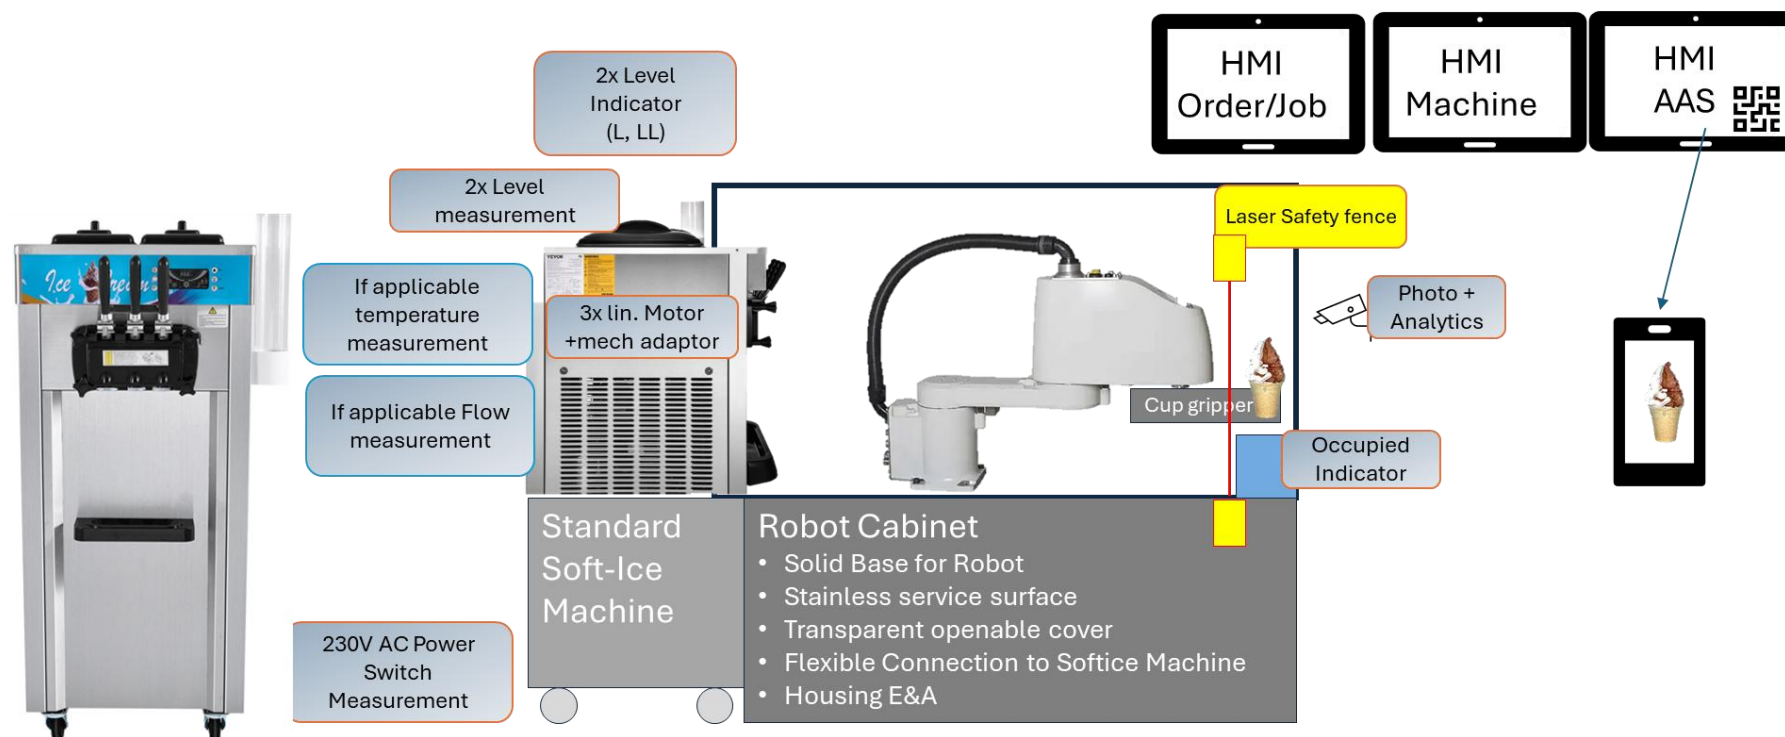 HMI
Order/Job
HMI
Machine
HMI
AAS
2x Level
Indicator
(L, LL)
2x Level
measurement
Laser Safety fence
If applicable
temperature
measurement
3x lin. Motor
+mech adaptor
Photo +
Analytics
If applicable Flow
measurement
Cup gripper
Occupied
Indicator
Standard
Soft-Ice
Machine
Robot Cabinet
• Solid Base for Robot
• Stainless service surface
• Transparent openable cover
• Flexible Connection to Softice Machine
• Housing E&A
230V AC Power
Switch
Measurement
Ice
VEVOR